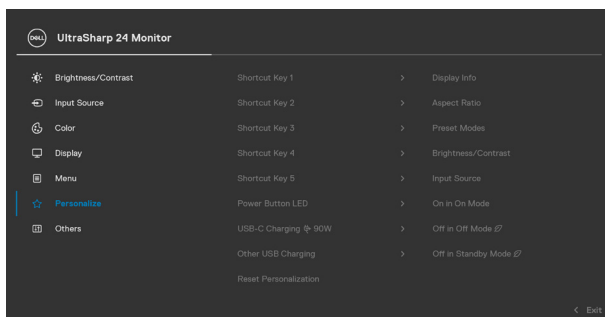 DELL UltraSharp 24 Monitor
Brightness/Contrast Shortcut Key 1 > Display Info
Input Source Shortcut Key 2 > Aspect Ratio
Color Shortcut Key 3 > Preset Modes
Display Shortcut Key 4 > Brightness/Contrast
Menu Shortcut Key 5 > Input Source
Personalize Power Button LED > On in On Mode
Others USB-C Charging 90W > Off in Off Mode
Other USB Charging > Off in Standby Mode
Reset Personalization
< Exit